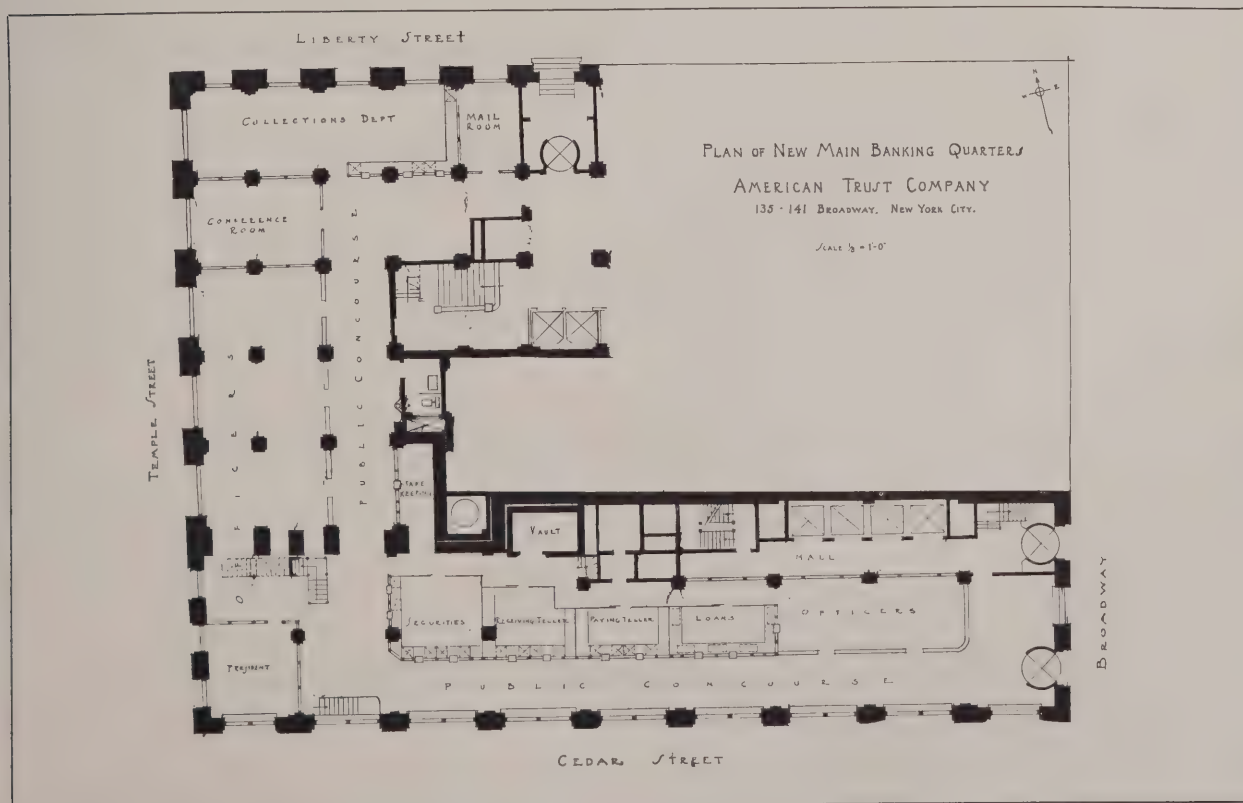 LIBERTY STREET
COLLECTIONS DEPT
MAIL
ROOM
N
W E
S
PLAN OF NEW MAIN BANKING QUARTERS
AMERICAN TRUST COMPANY
135 - 141 BROADWAY, NEW YORK CITY.
SCALE 1/8 = 1'-0"
CONFERENCE
ROOM
PUBLIC CONCOURSE
OFFICERS
TEMPLE STREET
SAFE
KEEPING
VAULT
HALL
SECURITIES
RECEIVING TELLER
PAYING TELLER
LOANS
OFFICERS
BROADWAY
PRESIDENT
PUBLIC CONCOURSE
CEDAR STREET